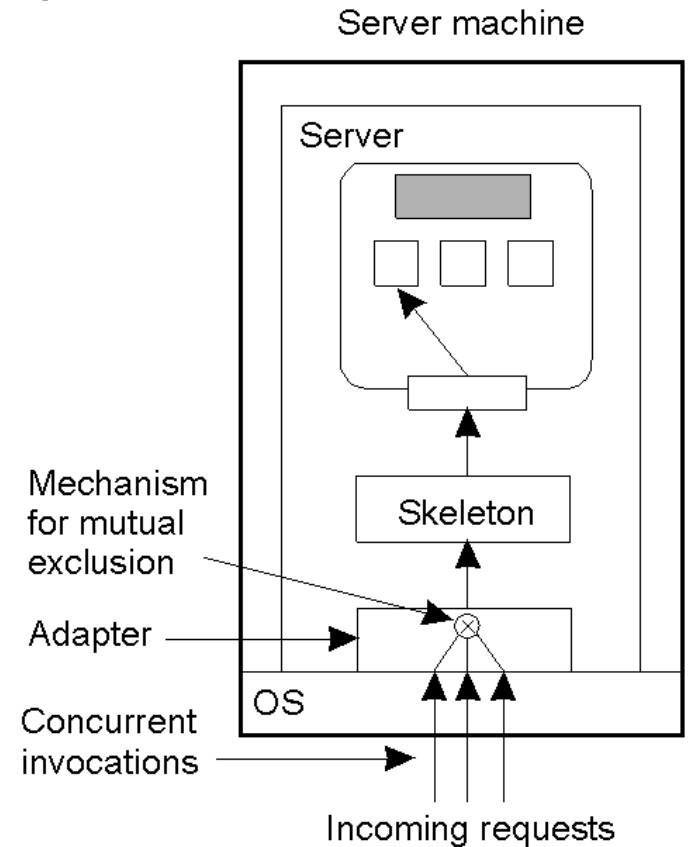 Server machine
Server
Mechanism
for mutual
exclusion
Skeleton
Adapter
OS
Concurrent
invocations
Incoming requests